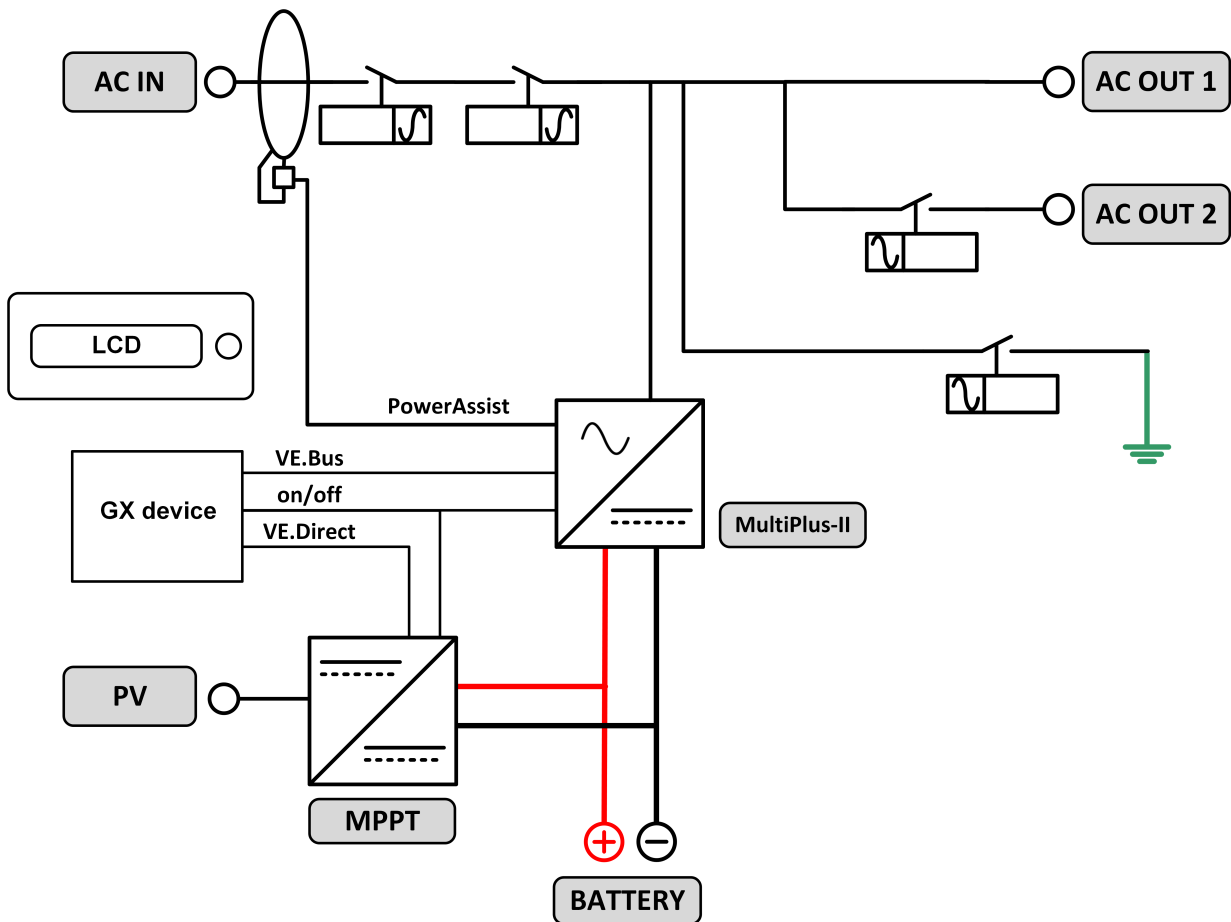 AC IN
AC OUT 1
AC OUT 2
LCD
PowerAssist
VE.Bus
GX device
on/off
VE.Direct
MultiPlus-II
PV
MPPT
BATTERY